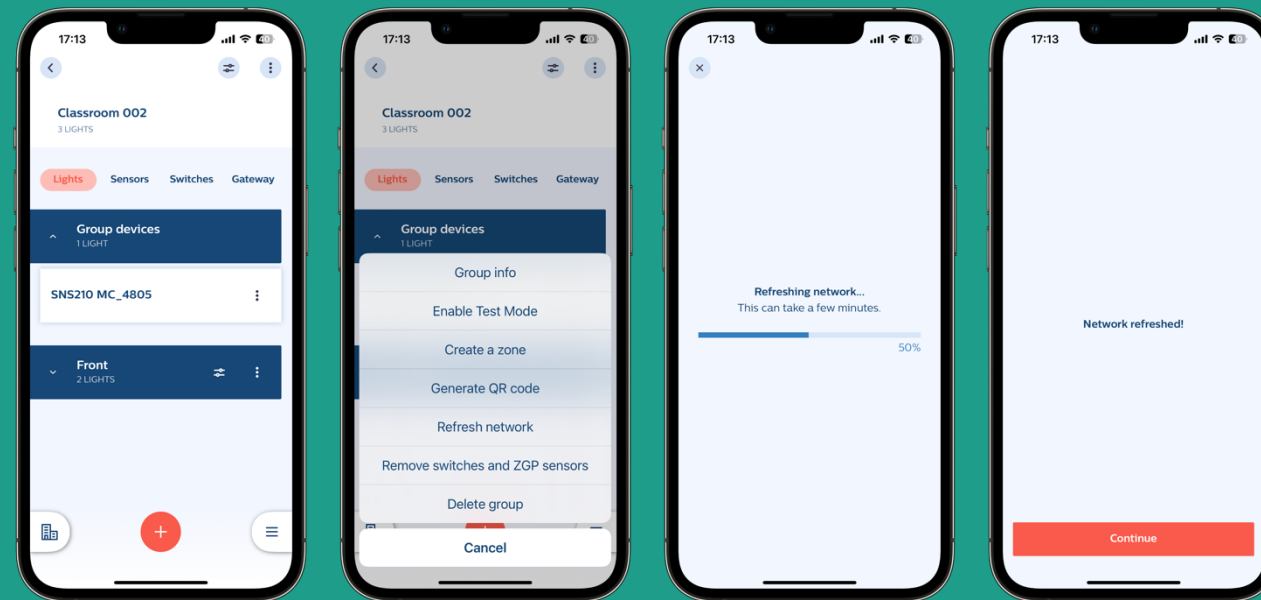 17:13
40
Classroom 002
3 LIGHTS
Lights Sensors Switches Gateway
Group devices
1 LIGHT
SNS210 MC_4805
Front
2 LIGHTS
17:13
40
Classroom 002
3 LIGHTS
Lights Sensors Switches Gateway
Group devices
1 LIGHT
Group info
Enable Test Mode
Create a zone
Generate QR code
Refresh network
Remove switches and ZGP sensors
Delete group
Cancel
17:13
40
Refreshing network...
This can take a few minutes.
50%
17:13
40
Network refreshed!
Continue